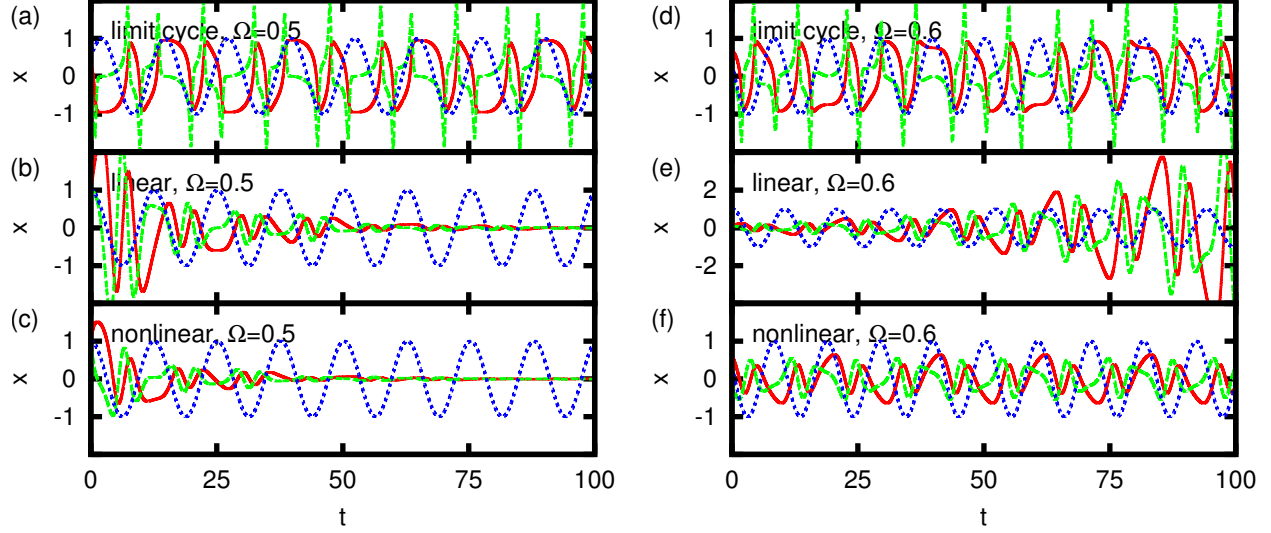 (a)
limit cycle, Ω=0.5
1
0
-1
x
(b)
linear, Ω=0.5
1
0
-1
x
(c)
nonlinear, Ω=0.5
1
0
-1
x
0 25 50 75 100
t
(d)
limit cycle, Ω=0.6
1
0
-1
x
(e)
linear, Ω=0.6
2
0
-2
x
(f)
nonlinear, Ω=0.6
1
0
-1
x
0 25 50 75 100
t